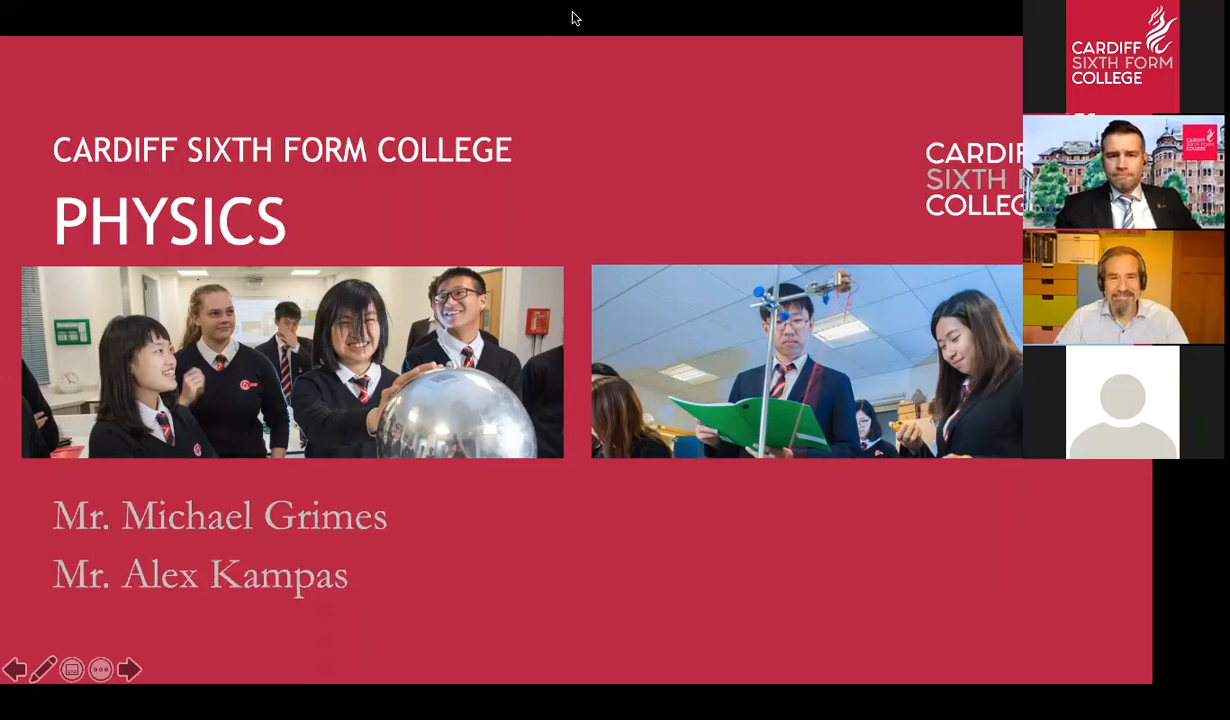 CARDIFF SIXTH FORM COLLEGE
PHYSICS
CARDIF
SIXTH
COLLEG
CARDIFF
SIXTH FORM
COLLEGE
Mr. Michael Grimes
Mr. Alex Kampas